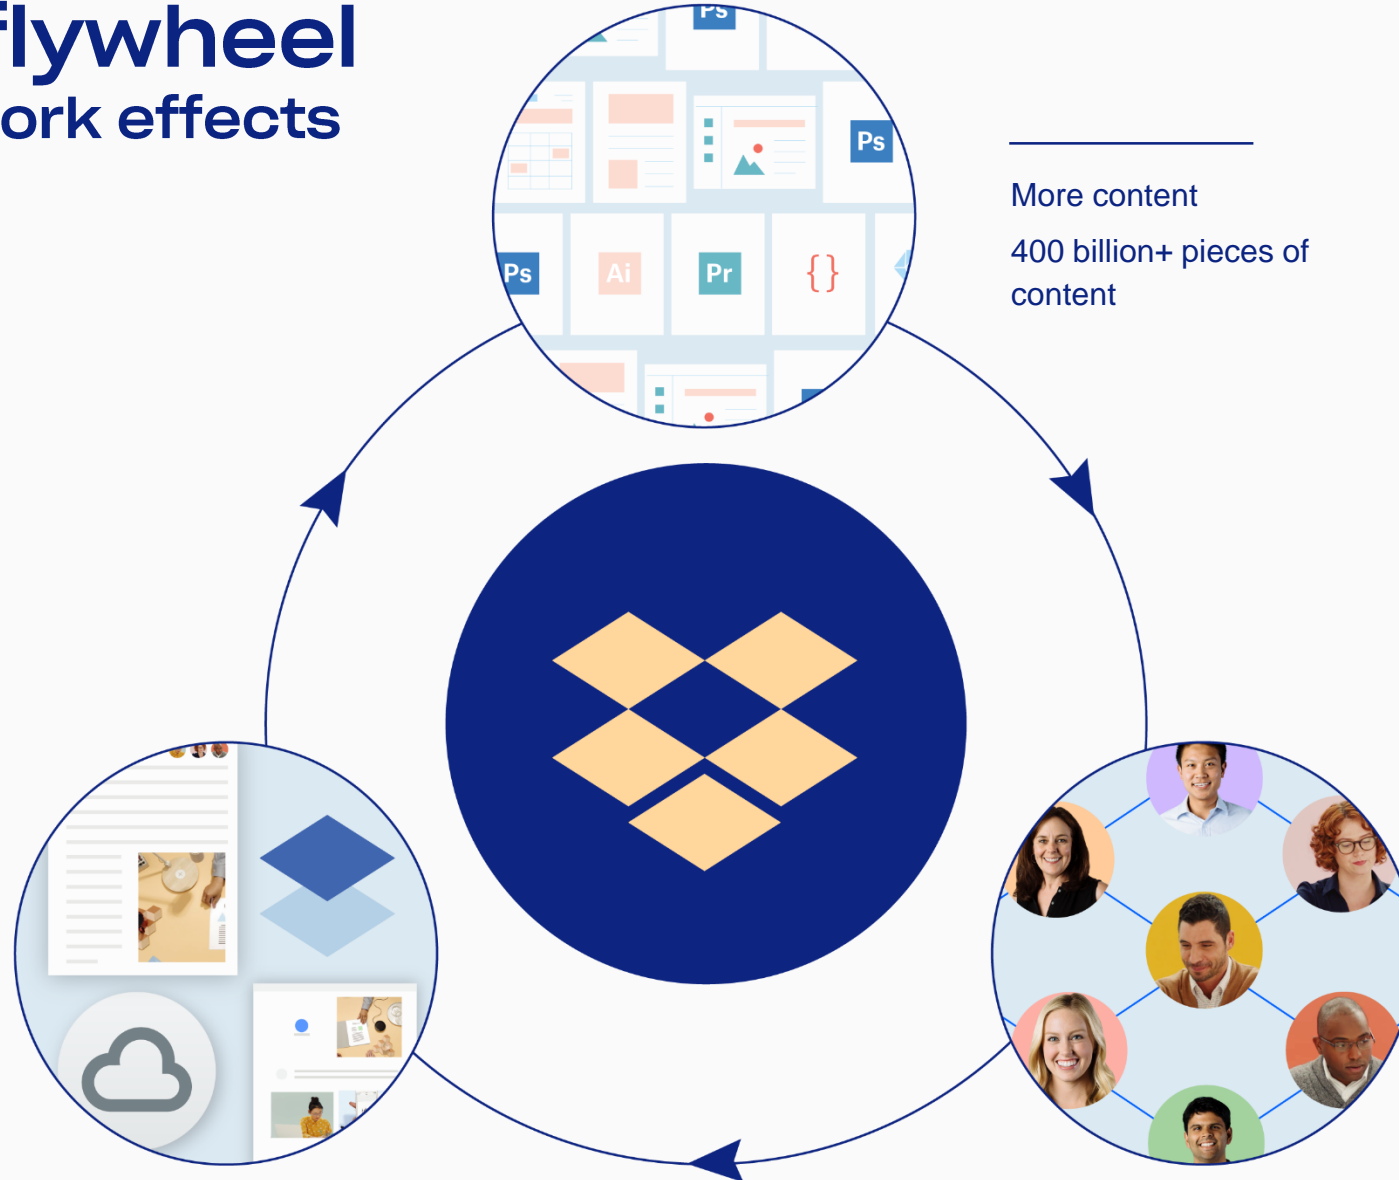 flywheel
ork effects
Ps
Ps
More content
400 billion+ pieces of
content
Ps
Ai
Pr
{}